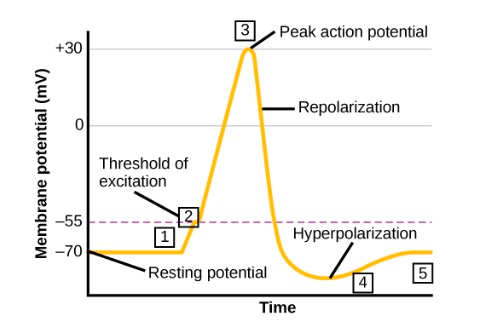 3
Peak action potential
+30
Repolarization
0
Threshold of
excitation
2
−55
1
Hyperpolarization
−70
Resting potential
4
5
Membrane potential (mV)
Time